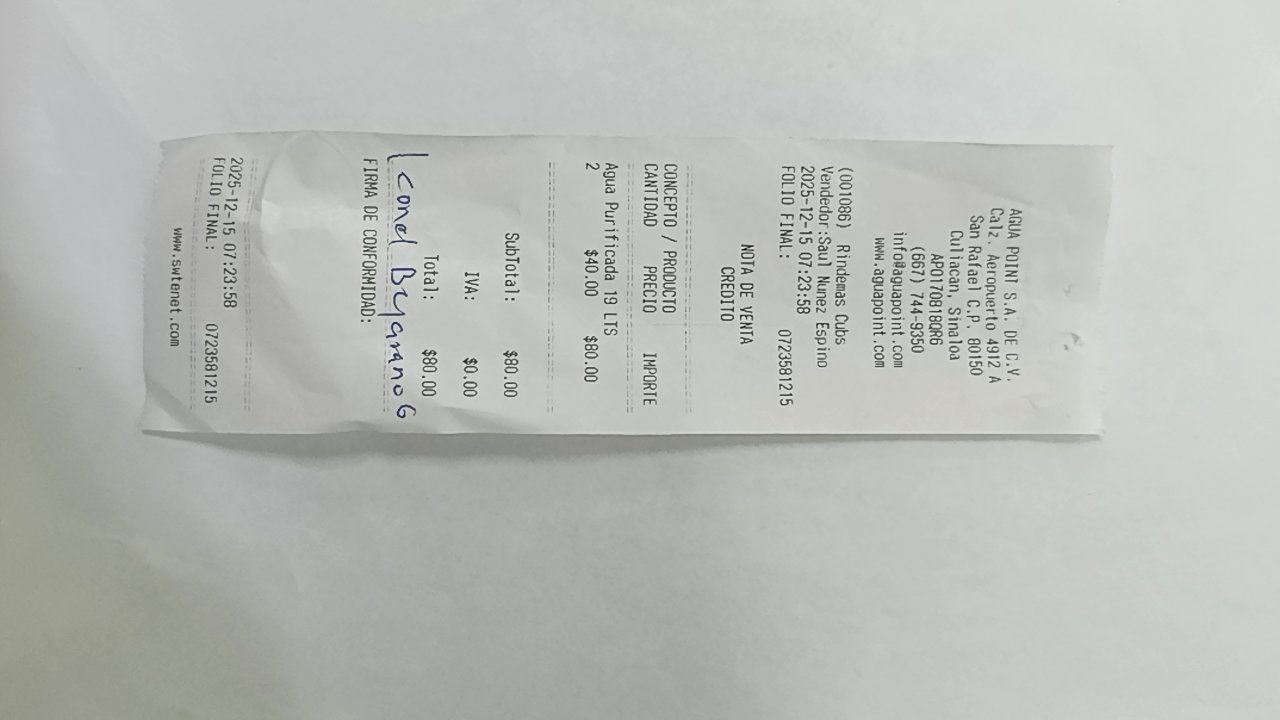 AGUA POINT S.A. DE C.V.
Calz. Aeropuerto 4912 A
San Rafael C.P. 80150
Culiacan, Sinaloa
APO170818QR6
(667) 744-9350
info@aguapoint.com
www.aguapoint.com
(001086) Rindemas Cubs
Vendedor:Saul Nunez Espino
2025-12-15 07:23:58
FOLIO FINAL: 0723581215
NOTA DE VENTA
CREDITO
CONCEPTO / PRODUCTO
CANTIDAD PRECIO IMPORTE
Agua Purificada 19 LTS
2 $40.00 $80.00
SubTotal: $80.00
IVA: $0.00
Total: $80.00
FIRMA DE CONFORMIDAD:
2025-12-15 07:23:58
FOLIO FINAL: 0723581215
www.swtenet.com